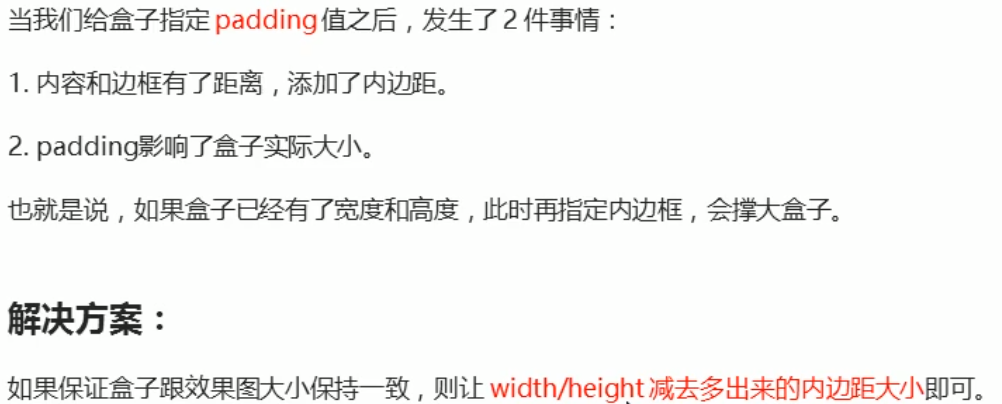 当我们给盒子指定 padding 值之后，发生了 2 件事情：
1. 内容和边框有了距离，添加了内边距。
2. padding影响了盒子实际大小。
也就是说，如果盒子已经有了宽度和高度，此时再指定内边框，会撑大盒子。
解决方案：
如果保证盒子跟效果图大小保持一致，则让 width/height 减去多出来的内边距大小即可。